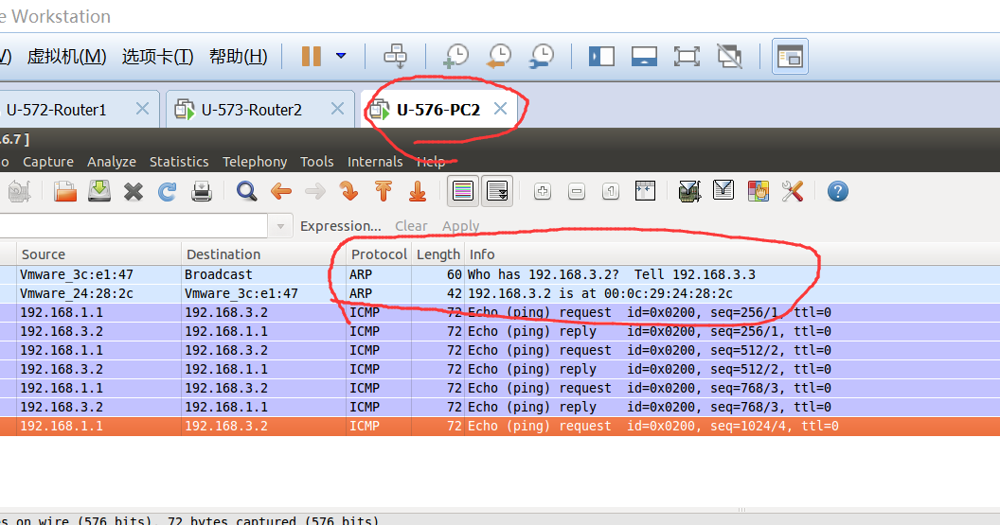 e Workstation
V) 虚拟机(M) 选项卡(T) 帮助(H)
U-572-Router1 U-573-Router2 U-576-PC2
.6.7 ]
o Capture Analyze Statistics Telephony Tools Internals Help
Expression... Clear Apply
Source Destination Protocol Length Info
Vmware_3c:e1:47 Broadcast ARP 60 Who has 192.168.3.2? Tell 192.168.3.3
Vmware_24:28:2c Vmware_3c:e1:47 ARP 42 192.168.3.2 is at 00:0c:29:24:28:2c
192.168.1.1 192.168.3.2 ICMP 72 Echo (ping) request id=0x0200, seq=256/1, ttl=0
192.168.3.2 192.168.1.1 ICMP 72 Echo (ping) reply id=0x0200, seq=256/1, ttl=0
192.168.1.1 192.168.3.2 ICMP 72 Echo (ping) request id=0x0200, seq=512/2, ttl=0
192.168.3.2 192.168.1.1 ICMP 72 Echo (ping) reply id=0x0200, seq=512/2, ttl=0
192.168.1.1 192.168.3.2 ICMP 72 Echo (ping) request id=0x0200, seq=768/3, ttl=0
192.168.3.2 192.168.1.1 ICMP 72 Echo (ping) reply id=0x0200, seq=768/3, ttl=0
192.168.1.1 192.168.3.2 ICMP 72 Echo (ping) request id=0x0200, seq=1024/4, ttl=0
es on wire (576 bits), 72 bytes captured (576 bits)